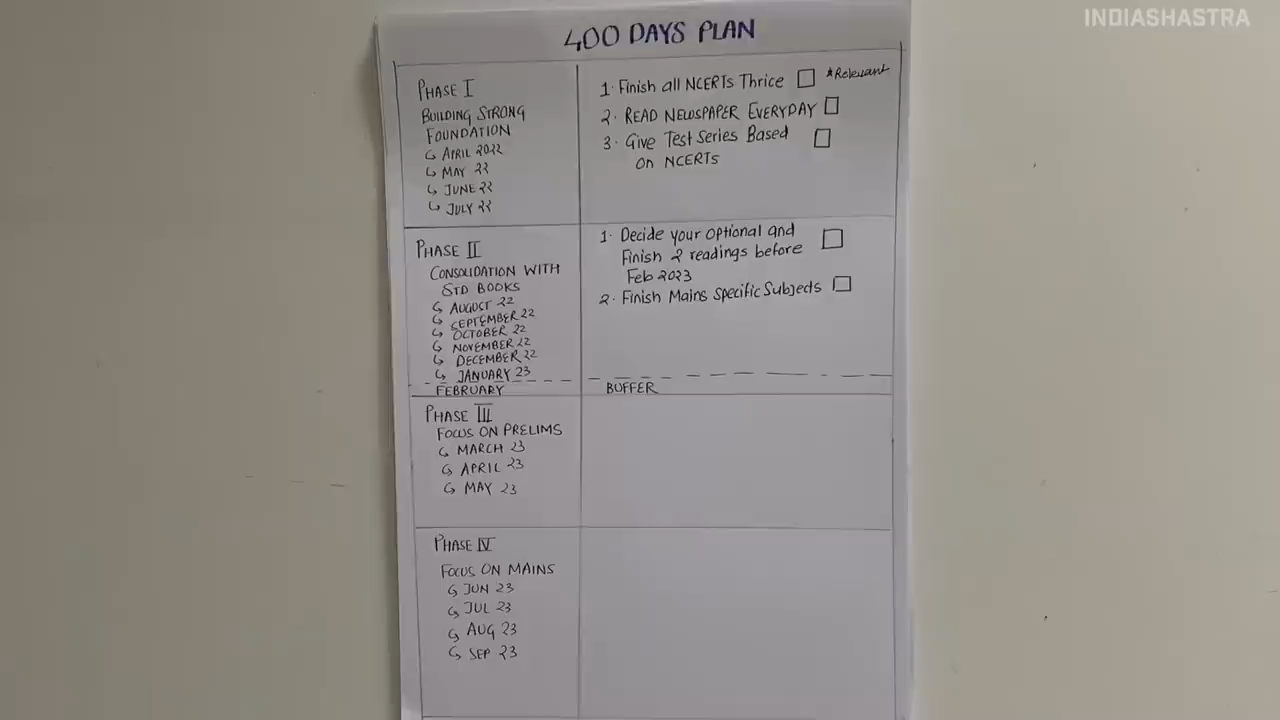 INDIASHASTRA
400 DAYS PLAN
PHASE I
BUILDING STRONG
FOUNDATION
↳ APRIL 2022
↳ MAY 22
↳ JUNE 22
↳ JULY 22
1. Finish all NCERTs Thrice ☐ *Relevant
2. READ NEWSPAPER EVERYDAY ☐
3. Give Test Series Based ☐
on NCERTs
PHASE II
CONSOLIDATION WITH
STD BOOKS
↳ AUGUST 22
↳ SEPTEMBER 22
↳ OCTOBER 22
↳ NOVEMBER 22
↳ DECEMBER 22
↳ JANUARY 23
FEBRUARY
1. Decide your optional and ☐
Finish 2 readings before
Feb 2023
2. Finish Mains Specific Subjects ☐
BUFFER
PHASE III
FOCUS ON PRELIMS
↳ MARCH 23
↳ APRIL 23
↳ MAY 23
PHASE IV
FOCUS ON MAINS
↳ JUN 23
↳ JUL 23
↳ AUG 23
↳ SEP 23